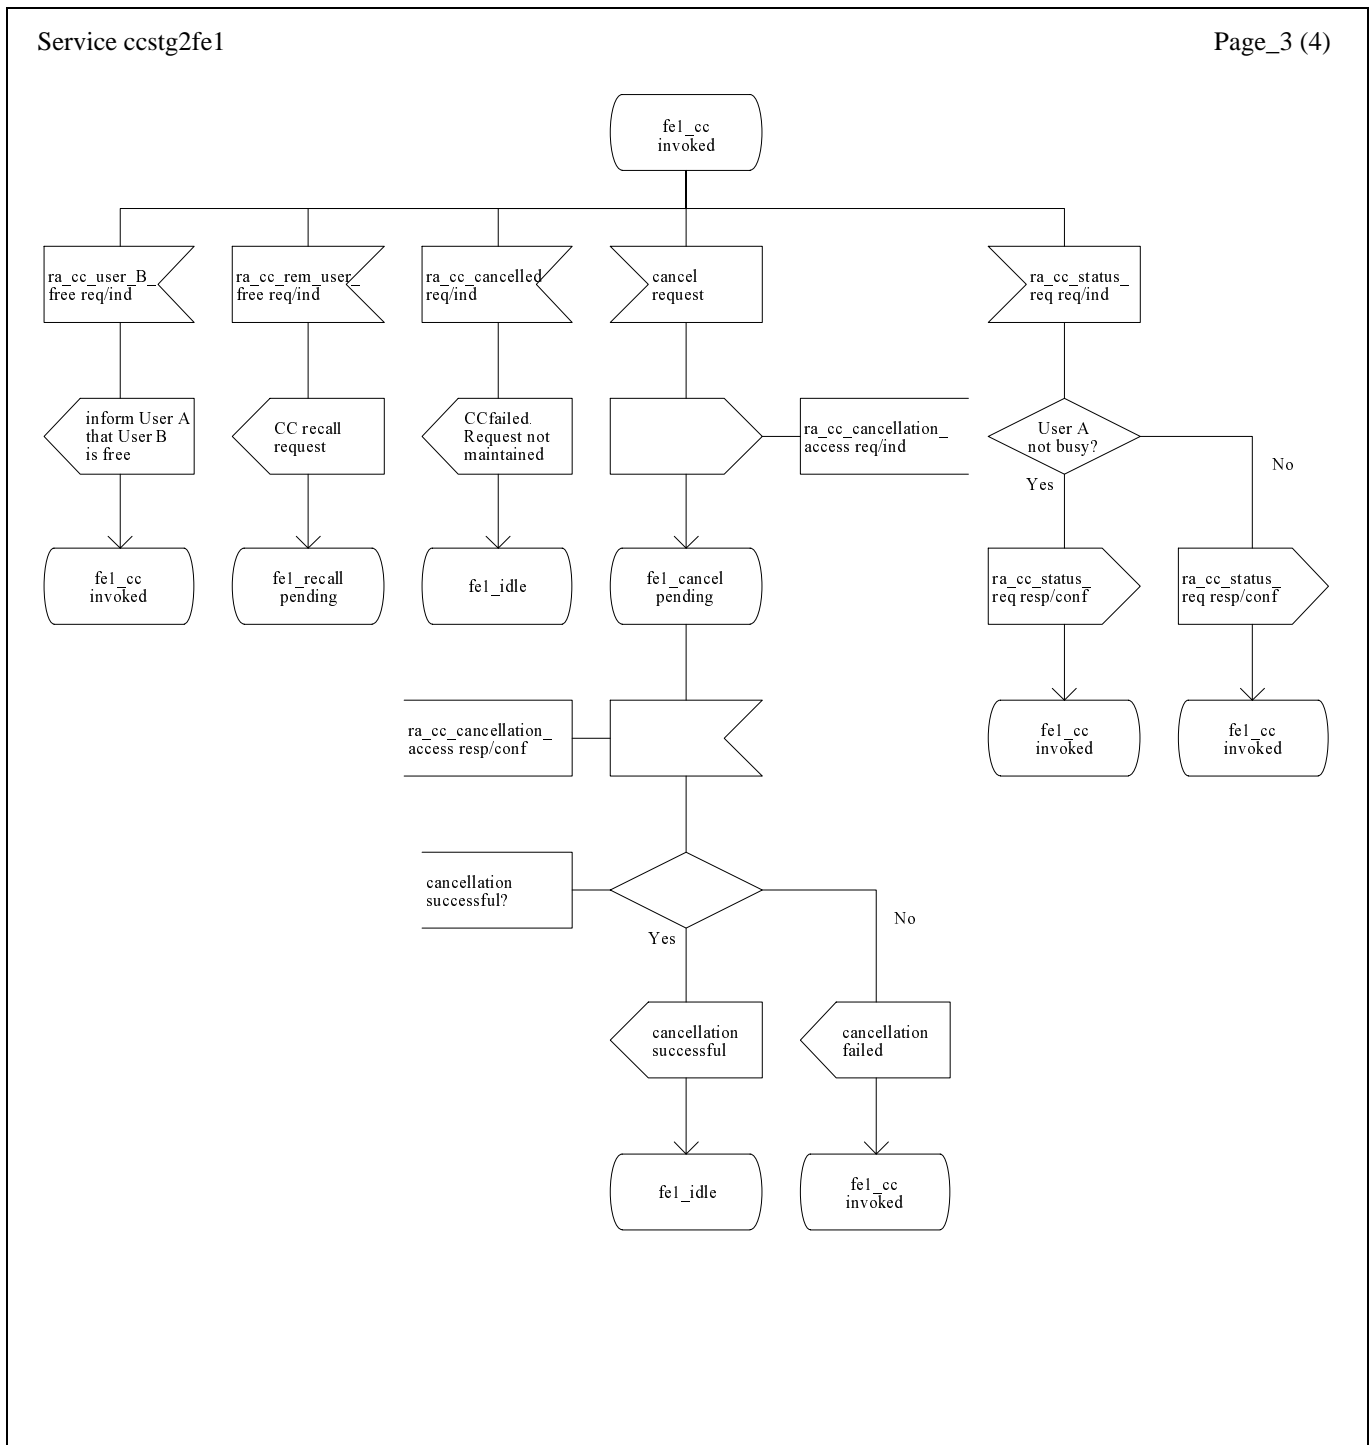 Service ccstg2fe1
Page_3 (4)
fe1_cc
invoked
ra_cc_user_B_
free req/ind
ra_cc_rem_user_
free req/ind
ra_cc_cancelled
req/ind
cancel
request
ra_cc_status_
req req/ind
inform User A
that User B
is free
CC recall
request
CCfailed.
Request not
maintained
ra_cc_cancellation_
access req/ind
User A
not busy?
No
Yes
fe1_cc
invoked
fe1_recall
pending
fe1_idle
fe1_cancel
pending
ra_cc_status_
req resp/conf
ra_cc_status_
req resp/conf
ra_cc_cancellation_
access resp/conf
fe1_cc
invoked
fe1_cc
invoked
cancellation
successful?
No
Yes
cancellation
successful
cancellation
failed
fe1_idle
fe1_cc
invoked